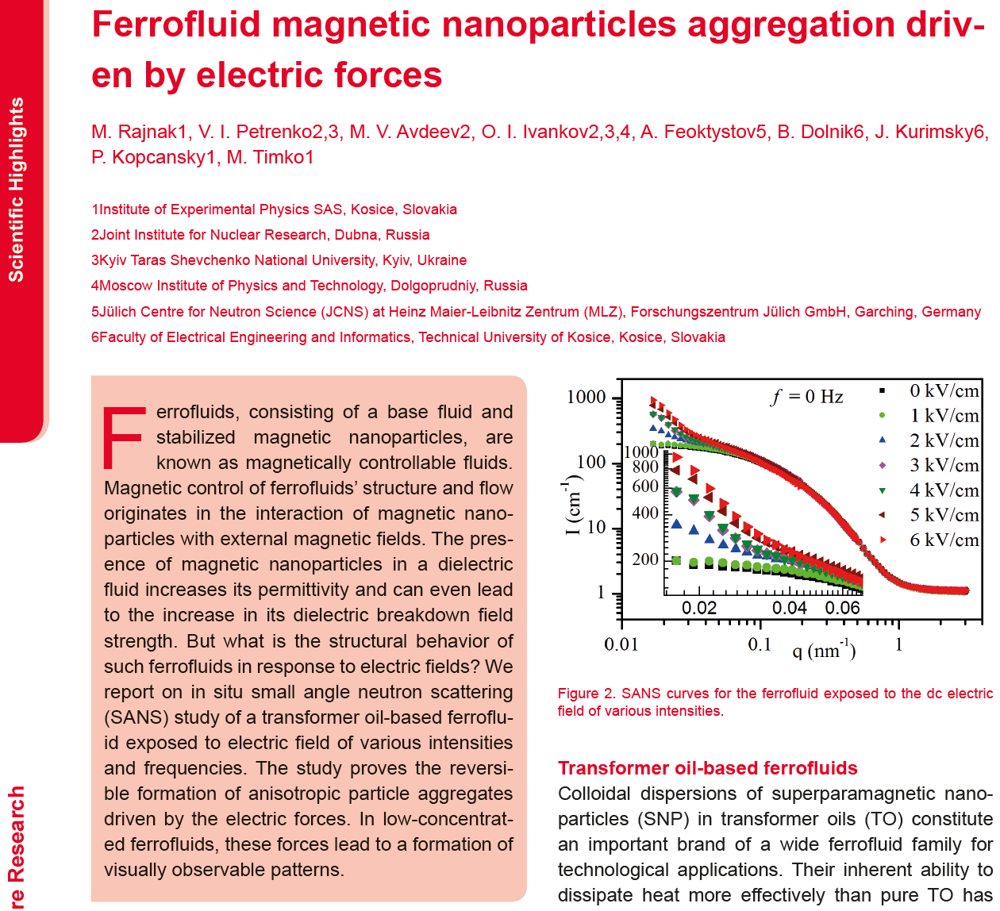 Ferrofluid magnetic nanoparticles aggregation driv-
en by electric forces
M. Rajnak1, V. I. Petrenko2,3, M. V. Avdeev2, O. I. Ivankov2,3,4, A. Feoktystov5, B. Dolnik6, J. Kurimsky6,
P. Kopcansky1, M. Timko1
1Institute of Experimental Physics SAS, Kosice, Slovakia
2Joint Institute for Nuclear Research, Dubna, Russia
3Kyiv Taras Shevchenko National University, Kyiv, Ukraine
4Moscow Institute of Physics and Technology, Dolgoprudniy, Russia
5Jülich Centre for Neutron Science (JCNS) at Heinz Maier-Leibnitz Zentrum (MLZ), Forschungszentrum Jülich GmbH, Garching, Germany
6Faculty of Electrical Engineering and Informatics, Technical University of Kosice, Kosice, Slovakia
Scientific Highlights
re Research
Ferrofluids, consisting of a base fluid and
stabilized magnetic nanoparticles, are
known as magnetically controllable fluids.
Magnetic control of ferrofluids' structure and flow
originates in the interaction of magnetic nano-
particles with external magnetic fields. The pres-
ence of magnetic nanoparticles in a dielectric
fluid increases its permittivity and can even lead
to the increase in its dielectric breakdown field
strength. But what is the structural behavior of
such ferrofluids in response to electric fields? We
report on in situ small angle neutron scattering
(SANS) study of a transformer oil-based ferroflu-
id exposed to electric field of various intensities
and frequencies. The study proves the reversi-
ble formation of anisotropic particle aggregates
driven by the electric forces. In low-concentrat-
ed ferrofluids, these forces lead to a formation of
visually observable patterns.
f = 0 Hz
0 kV/cm
1 kV/cm
2 kV/cm
3 kV/cm
4 kV/cm
5 kV/cm
6 kV/cm
1000
100
10
1
I (cm⁻¹)
1000
800
600
400
200
0.02 0.04 0.06
0.01 0.1 1
q (nm⁻¹)
Figure 2. SANS curves for the ferrofluid exposed to the dc electric
field of various intensities.
Transformer oil-based ferrofluids
Colloidal dispersions of superparamagnetic nano-
particles (SNP) in transformer oils (TO) constitute
an important brand of a wide ferrofluid family for
technological applications. Their inherent ability to
dissipate heat more effectively than pure TO has